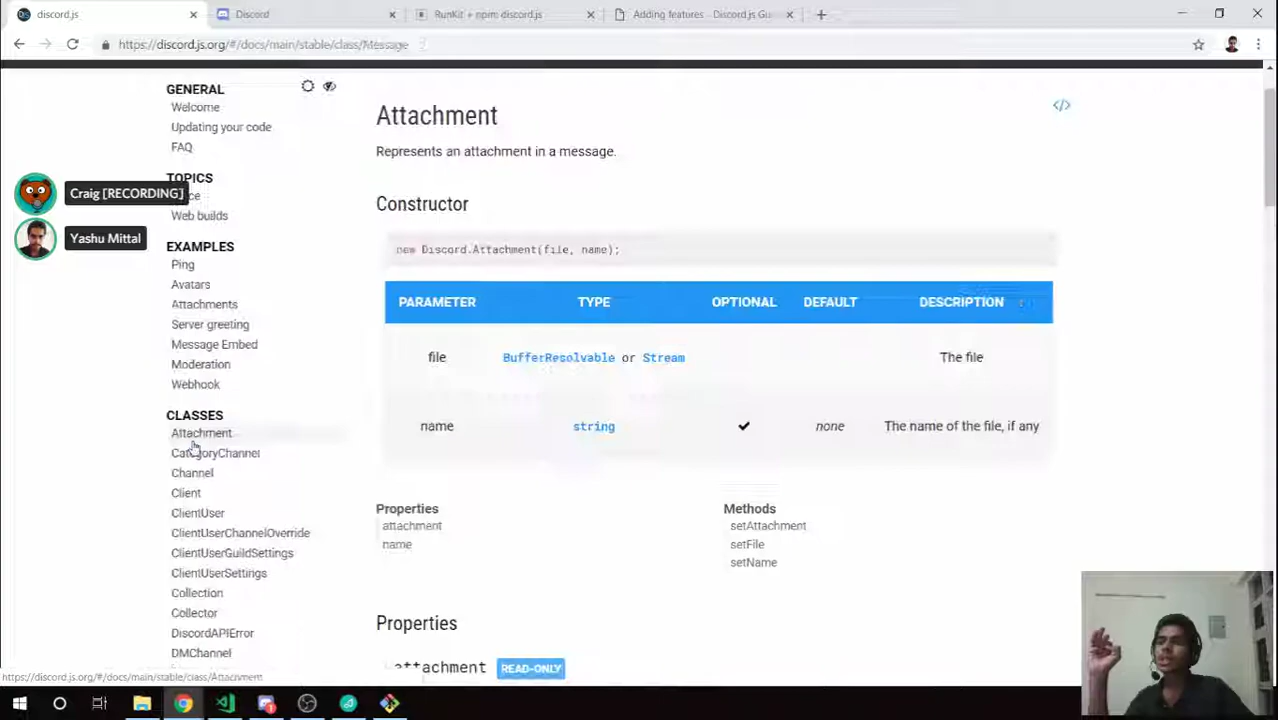 discord.js
Discord
RunKit + npm: discord.js
Adding features - Discord.js Gu
https://discord.js.org/#/docs/main/stable/class/Message
GENERAL
Welcome
Updating your code
FAQ
TOPICS
Web builds
EXAMPLES
Ping
Avatars
Attachments
Server greeting
Message Embed
Moderation
Webhook
CLASSES
Attachment
CategoryChannel
Channel
Client
ClientUser
ClientUserChannelOverride
ClientUserGuildSettings
ClientUserSettings
Collection
Collector
DiscordAPIError
DMChannel
https://discord.js.org/#/docs/main/stable/class/Attachment
Craig [RECORDING]
Yashu Mittal
Attachment
</>
Represents an attachment in a message.
Constructor
new Discord.Attachment(file, name);
PARAMETER TYPE OPTIONAL DEFAULT DESCRIPTION
file BufferResolvable or Stream The file
name string ✓ none The name of the file, if any
Properties
attachment
name
Methods
setAttachment
setFile
setName
Properties
attachment READ-ONLY